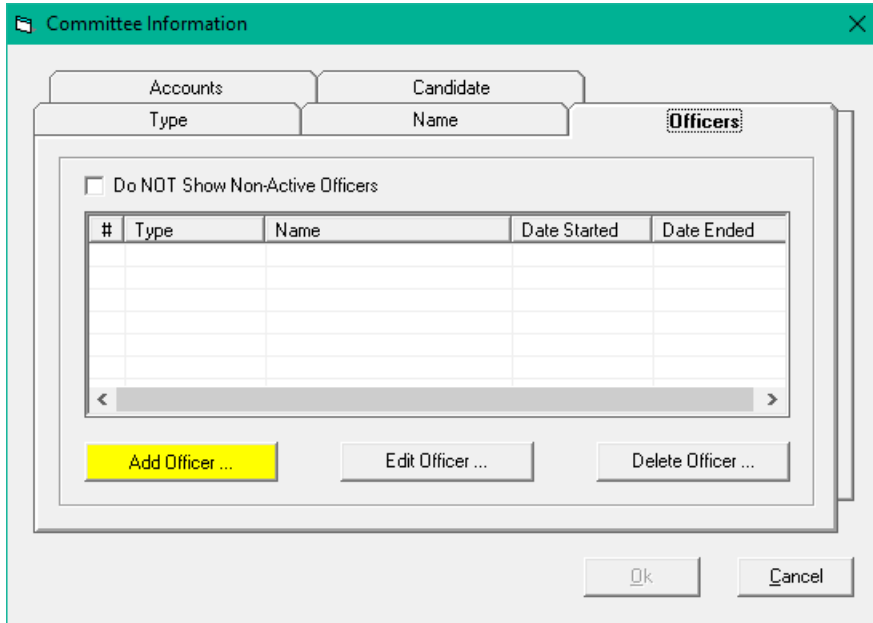 Committee Information
Accounts Candidate
Type Name Officers
Do NOT Show Non-Active Officers
# Type Name Date Started Date Ended
Add Officer ... Edit Officer ... Delete Officer ...
Ok Cancel